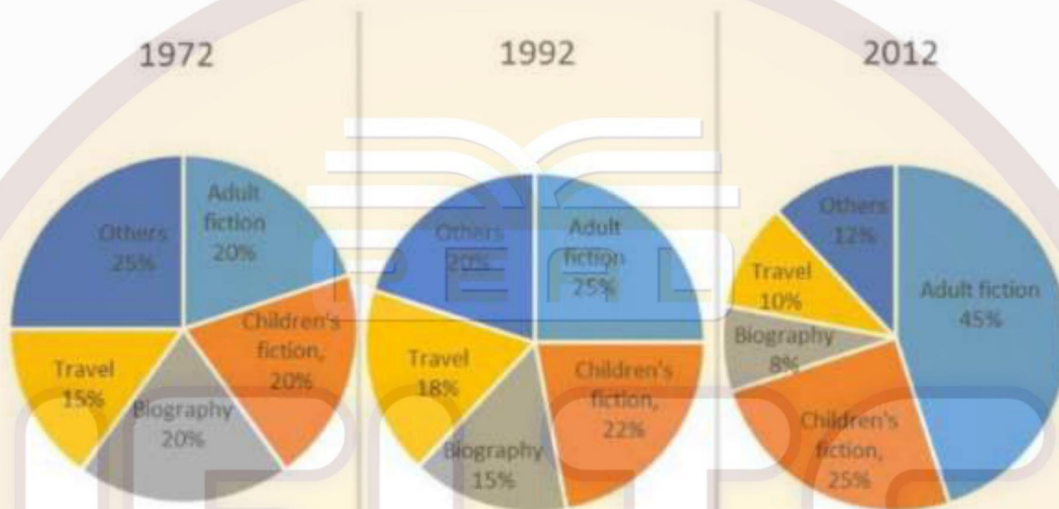 1972
1992
2012
Others
25%
Adult
fiction
20%
Children's
fiction,
20%
Biography
20%
Travel
15%
Others
20%
Adult
fiction
25%
Children's
fiction,
22%
Biography
15%
Travel
18%
Others
12%
Adult fiction
45%
Children's
fiction,
25%
Biography
8%
Travel
10%